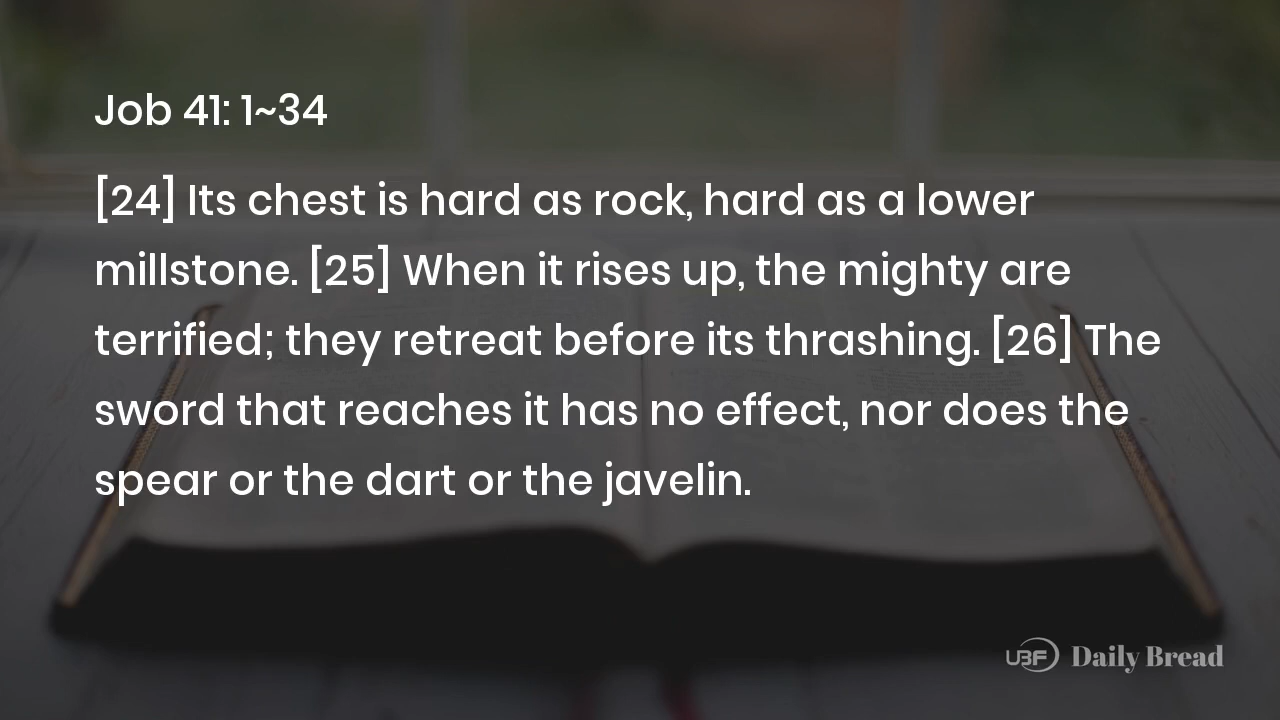 Job 41: 1~34
[24] Its chest is hard as rock, hard as a lower
millstone. [25] When it rises up, the mighty are
terrified; they retreat before its thrashing. [26] The
sword that reaches it has no effect, nor does the
spear or the dart or the javelin.
UBF Daily Bread